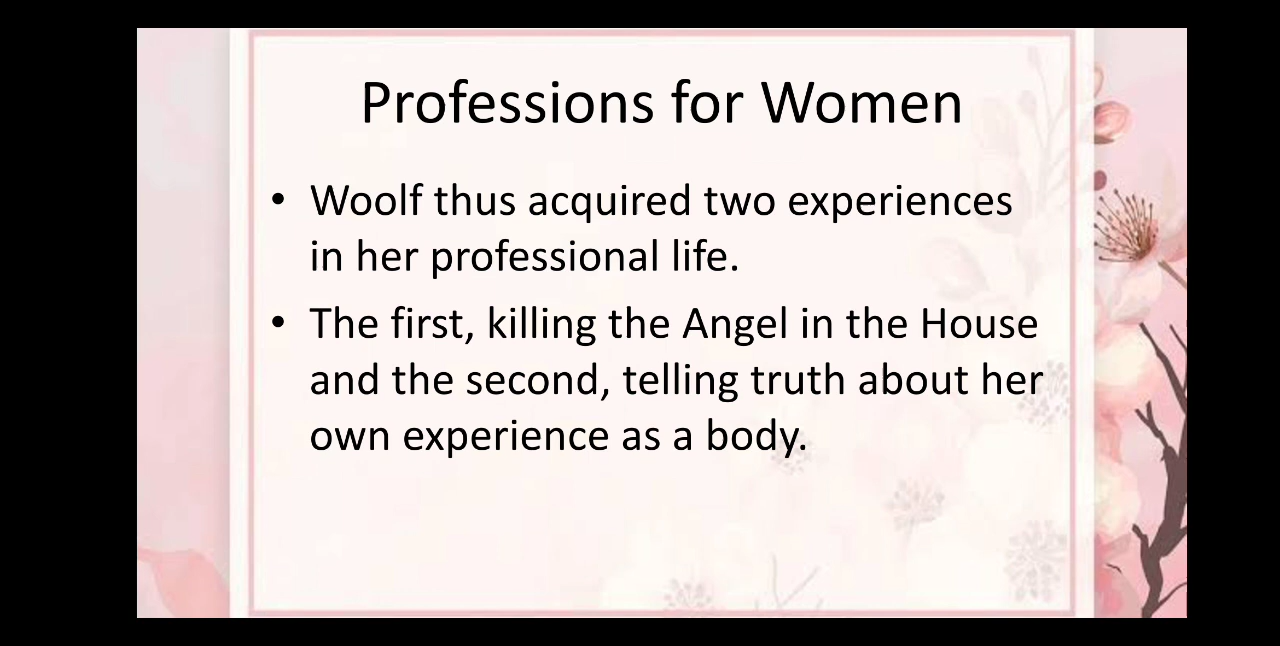 Professions for Women
• Woolf thus acquired two experiences
in her professional life.
• The first, killing the Angel in the House
and the second, telling truth about her
own experience as a body.